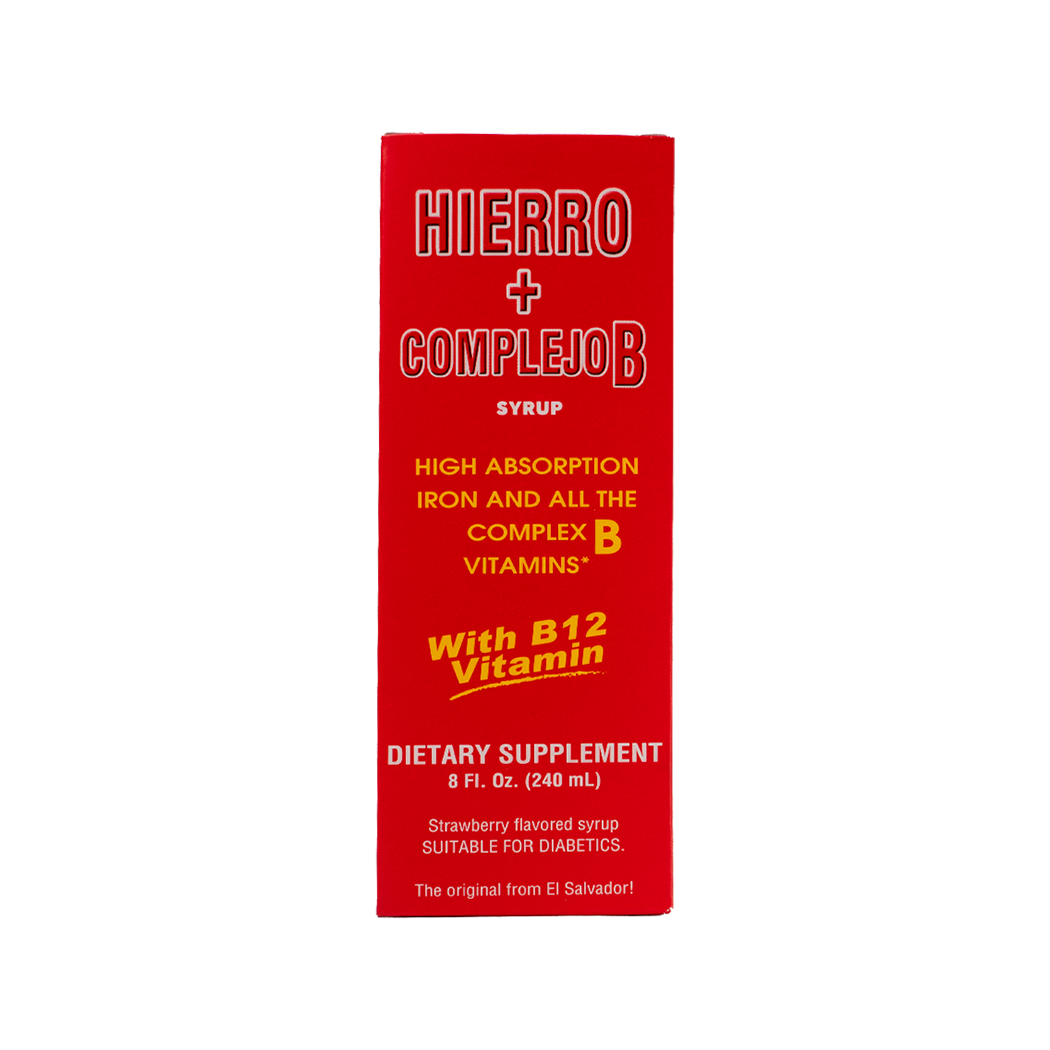 HIERRO
+
COMPLEJO B
SYRUP
HIGH ABSORPTION
IRON AND ALL THE
COMPLEX B
VITAMINS*
With B12
Vitamin
DIETARY SUPPLEMENT
8 Fl. Oz. (240 mL)
Strawberry flavored syrup
SUITABLE FOR DIABETICS.
The original from El Salvador!